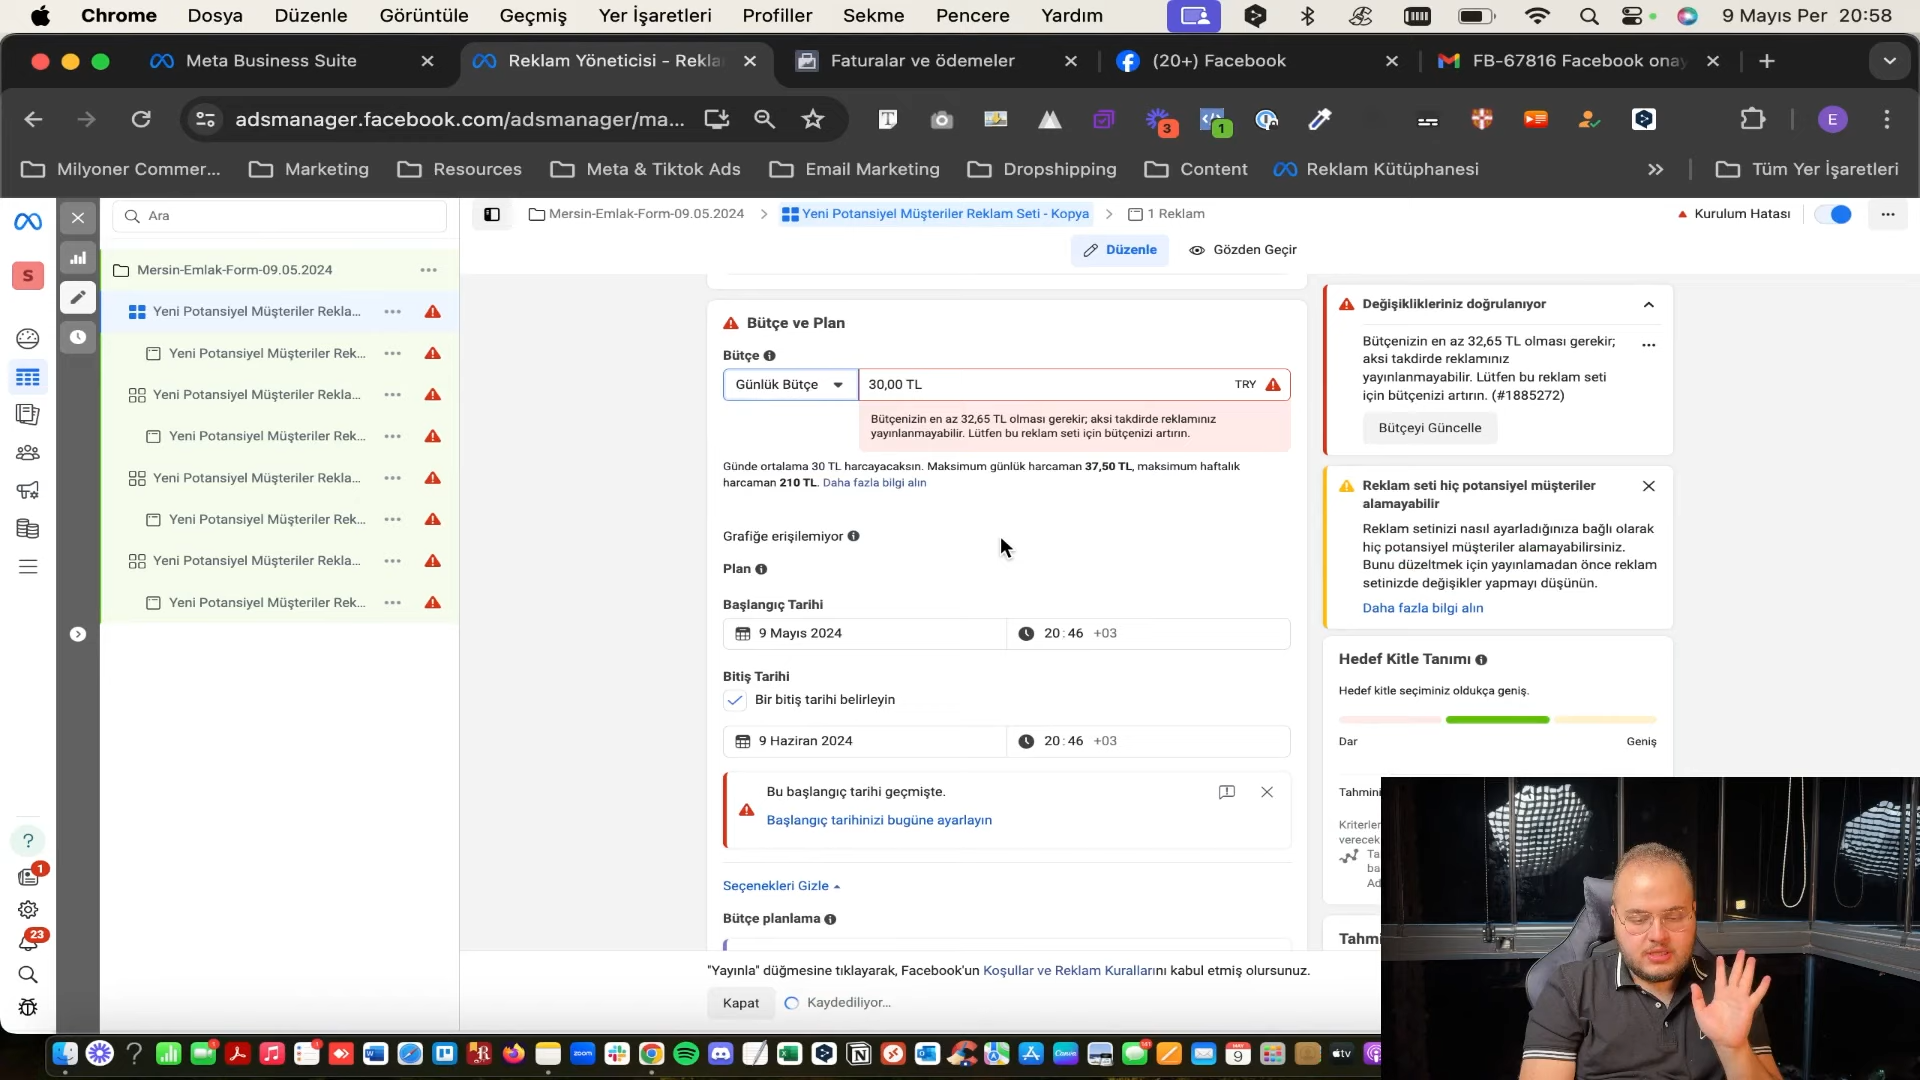 Chrome Dosya Düzenle Görüntüle Geçmiş Yer İşaretleri Profiller Sekme Pencere Yardım 9 Mayıs Per 20:58
Meta Business Suite
Reklam Yöneticisi - Rekla
Faturalar ve ödemeler
(20+) Facebook
FB-67816 Facebook onay
adsmanager.facebook.com/adsmanager/ma...
3
1
E
Milyoner Commer...
Marketing
Resources
Meta & Tiktok Ads
Email Marketing
Dropshipping
Content
Reklam Kütüphanesi
Tüm Yer İşaretleri
S
Ara
Mersin-Emlak-Form-09.05.2024
Yeni Potansiyel Müşteriler Rekla...
Yeni Potansiyel Müşteriler Rek...
Yeni Potansiyel Müşteriler Rekla...
Yeni Potansiyel Müşteriler Rek...
Yeni Potansiyel Müşteriler Rekla...
Yeni Potansiyel Müşteriler Rek...
Yeni Potansiyel Müşteriler Rekla...
Yeni Potansiyel Müşteriler Rek...
?
1
23
Mersin-Emlak-Form-09.05.2024
Yeni Potansiyel Müşteriler Reklam Seti - Kopya
1 Reklam
Kurulum Hatası
Düzenle
Gözden Geçir
Bütçe ve Plan
Bütçe
Günlük Bütçe
30,00 TL
TRY
Bütçenizin en az 32,65 TL olması gerekir; aksi takdirde reklamınız
yayınlanmayabilir. Lütfen bu reklam seti için bütçenizi artırın.
Günde ortalama 30 TL harcayacaksın. Maksimum günlük harcaman 37,50 TL, maksimum haftalık
harcaman 210 TL. Daha fazla bilgi alın
Grafiğe erişilemiyor
Plan
Başlangıç Tarihi
9 Mayıs 2024
20:46 +03
Bitiş Tarihi
Bir bitiş tarihi belirleyin
9 Haziran 2024
20:46 +03
Bu başlangıç tarihi geçmişte.
Başlangıç tarihinizi bugüne ayarlayın
Seçenekleri Gizle
Bütçe planlama
"Yayınla" düğmesine tıklayarak, Facebook'un Koşullar ve Reklam Kurallarını kabul etmiş olursunuz.
Kapat
Kaydediliyor...
Değişiklikleriniz doğrulanıyor
Bütçenizin en az 32,65 TL olması gerekir;
aksi takdirde reklamınız
yayınlanmayabilir. Lütfen bu reklam seti
için bütçenizi artırın. (#1885272)
Bütçeyi Güncelle
Reklam seti hiç potansiyel müşteriler
alamayabilir
Reklam setinizi nasıl ayarladığınıza bağlı olarak
hiç potansiyel müşteriler alamayabilirsiniz.
Bunu düzeltmek için yayınlamadan önce reklam
setinizde değişikler yapmayı düşünün.
Daha fazla bilgi alın
Hedef Kitle Tanımı
Hedef kitle seçiminiz oldukça geniş.
Dar
Geniş
Tahmini
Kriterler
verecek
Ta
ba
Ad
Tahmi
zoom
Canva
9
tv